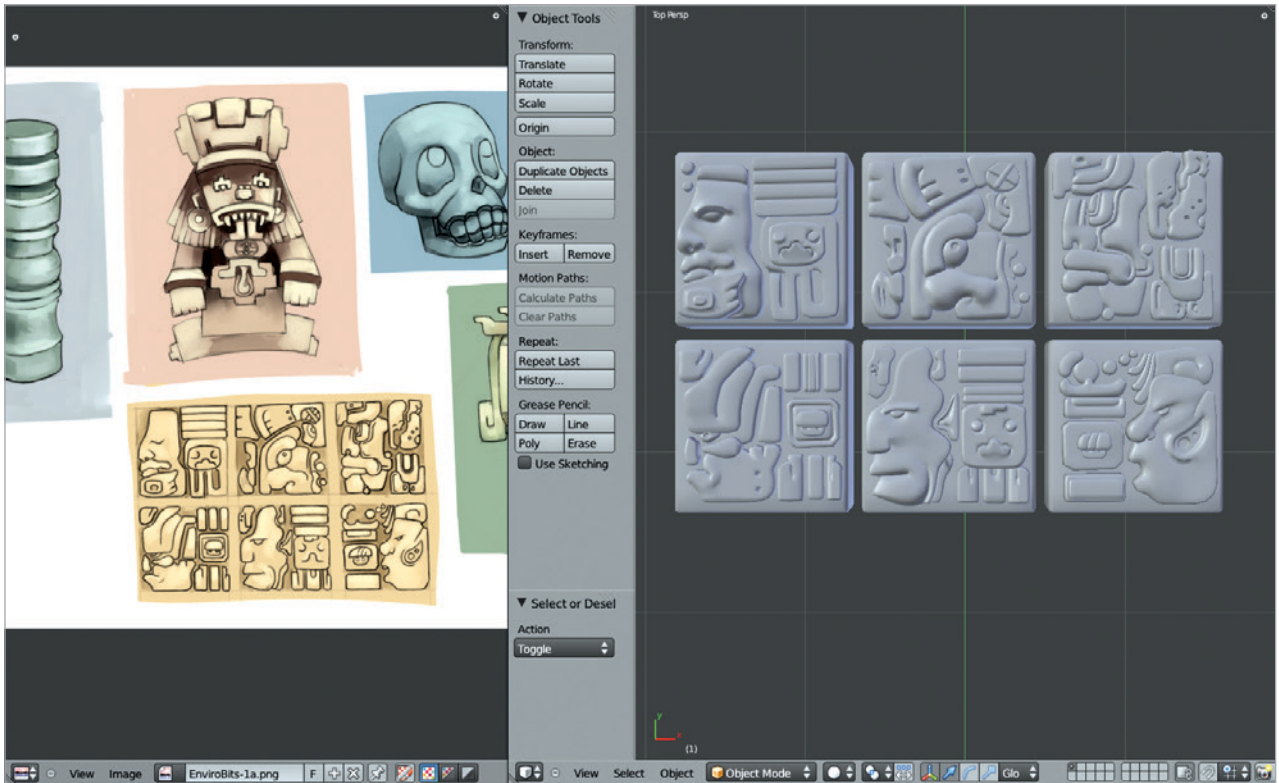 Object Tools
Transform:
Translate
Rotate
Scale
Origin
Object:
Duplicate Objects
Delete
Join
Keyframes:
Insert Remove
Motion Paths:
Calculate Paths
Clear Paths
Repeat:
Repeat Last
History...
Grease Pencil:
Draw Line
Poly Erase
Use Sketching
Select or Desel
Action
Toggle
Top Persp
y
x
(1)
View Image EnviroBits-1a.png F
View Select Object Object Mode Glo